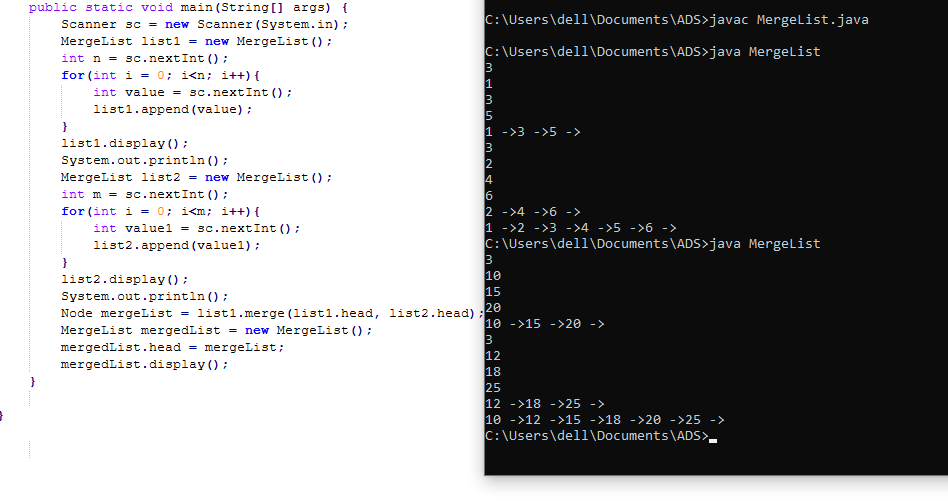 public static void main(String[] args) {
Scanner sc = new Scanner(System.in);
MergeList list1 = new MergeList();
int n = sc.nextInt();
for(int i = 0; i<n; i++){
int value = sc.nextInt();
list1.append(value);
}
list1.display();
System.out.println();
MergeList list2 = new MergeList();
int m = sc.nextInt();
for(int i = 0; i<m; i++){
int value1 = sc.nextInt();
list2.append(value1);
}
list2.display();
System.out.println();
Node mergeList = list1.merge(list1.head, list2.head);
MergeList mergedList = new MergeList();
mergedList.head = mergeList;
mergedList.display();
}
}
C:\Users\dell\Documents\ADS>javac MergeList.java
C:\Users\dell\Documents\ADS>java MergeList
3
1
3
5
1 ->3 ->5 ->
3
2
4
6
2 ->4 ->6 ->
1 ->2 ->3 ->4 ->5 ->6 ->
C:\Users\dell\Documents\ADS>java MergeList
3
10
15
20
10 ->15 ->20 ->
3
12
18
25
12 ->18 ->25 ->
10 ->12 ->15 ->18 ->20 ->25 ->
C:\Users\dell\Documents\ADS>